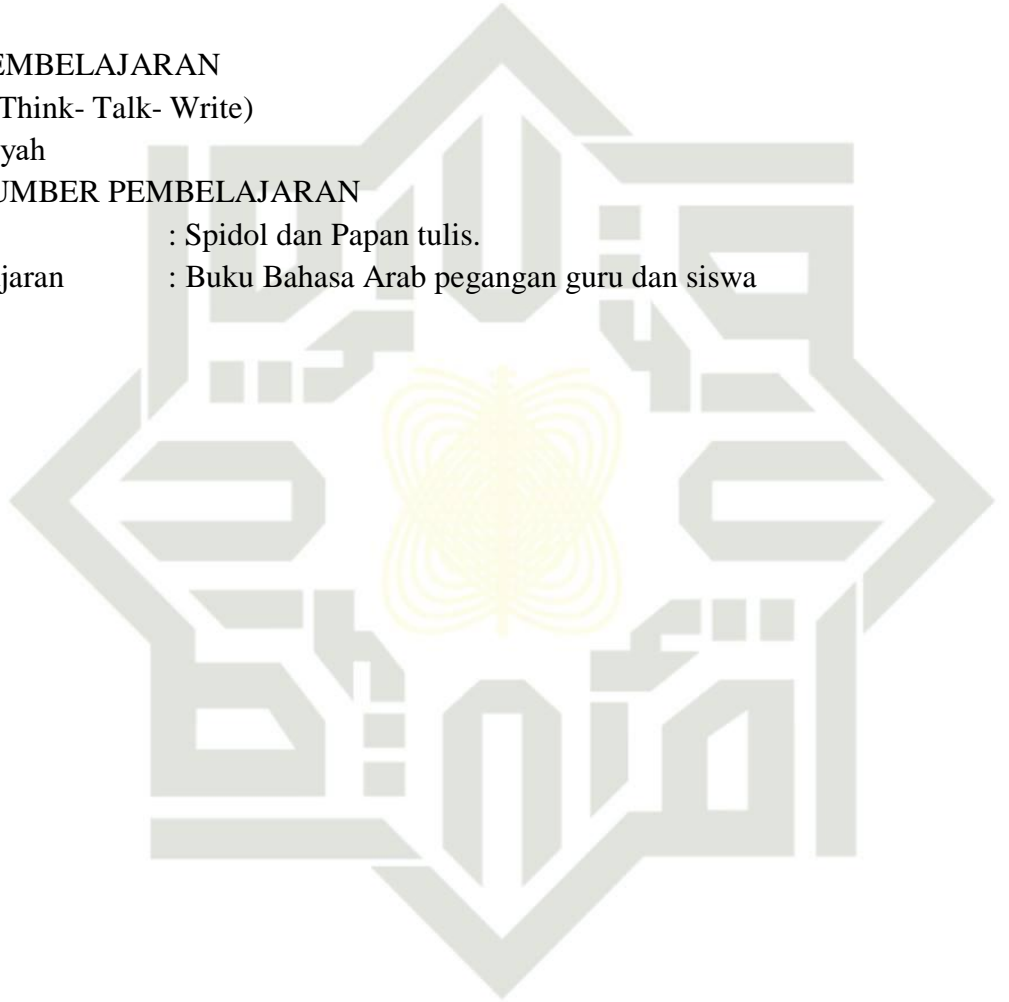 EMBELAJARAN
Think- Talk- Write)
yah
UMBER PEMBELAJARAN
: Spidol dan Papan tulis.
jaran : Buku Bahasa Arab pegangan guru dan siswa